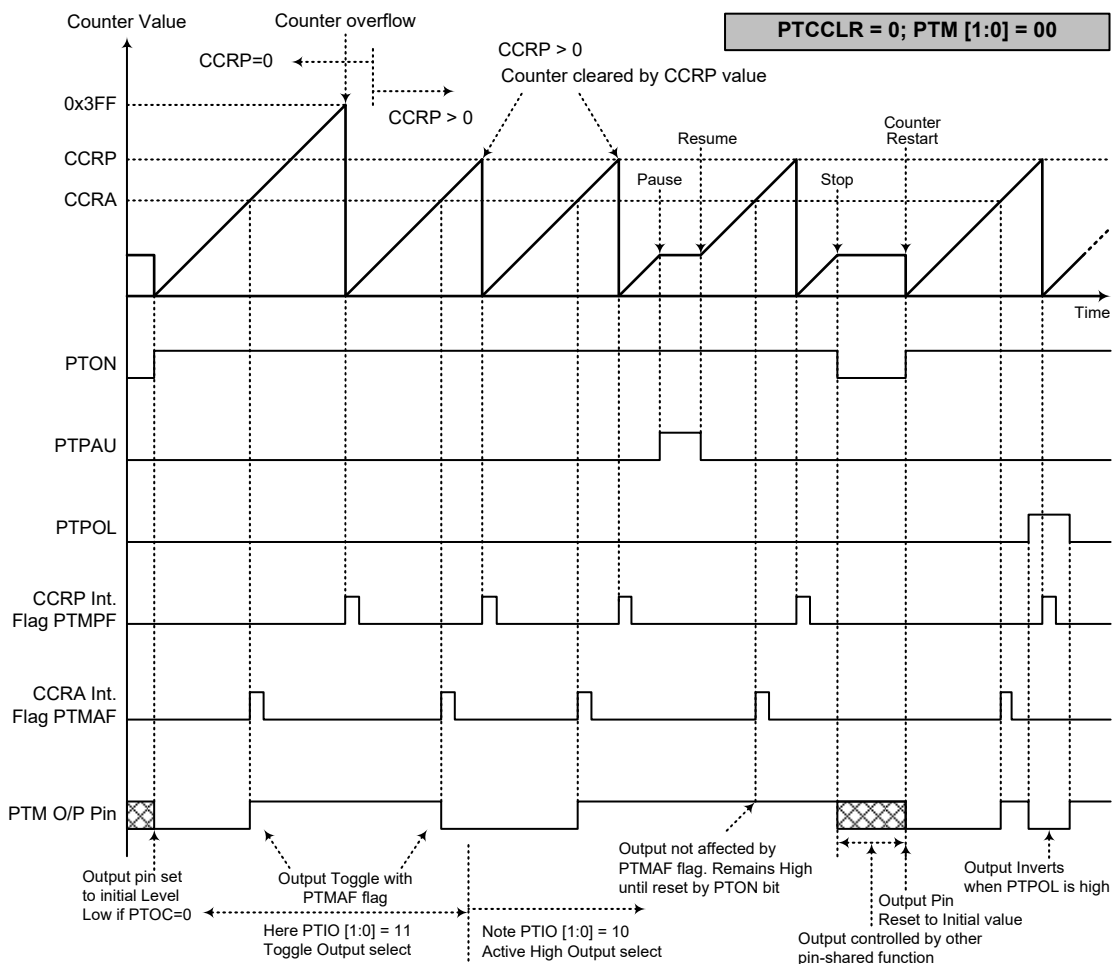 Counter Value
Counter overflow
PTCCLR = 0; PTM [1:0] = 00
CCRP=0
CCRP > 0
CCRP > 0
Counter cleared by CCRP value
0x3FF
CCRP
CCRA
Pause
Resume
Stop
Counter
Restart
Time
PTON
PTPAU
PTPOL
CCRP Int.
Flag PTMPF
CCRA Int.
Flag PTMAF
PTM O/P Pin
Output pin set
to initial Level
Low if PTOC=0
Output Toggle with
PTMAF flag
Here PTIO [1:0] = 11
Toggle Output select
Note PTIO [1:0] = 10
Active High Output select
Output not affected by
PTMAF flag. Remains High
until reset by PTON bit
Output Pin
Reset to Initial value
Output controlled by other
pin-shared function
Output Inverts
when PTPOL is high